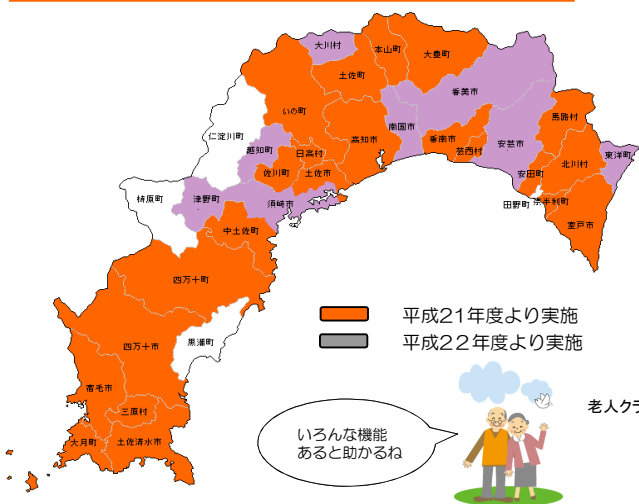 大川村
本山町
大豊町
土佐町
香美市
いの町
馬路村
仁淀川町
南国市
高知市
越知町
香南市
安芸市
東洋町
日高村
芸西村
北川村
佐川町
土佐市
安田町
梼原町
津野町
須崎市
田野町
奈半利町
室戸市
中土佐町
四万十町
平成21年度より実施
平成22年度より実施
四万十市
黒潮町
宿毛市
三原村
老人クラ
大月町
土佐清水市
いろんな機能
あると助かるね